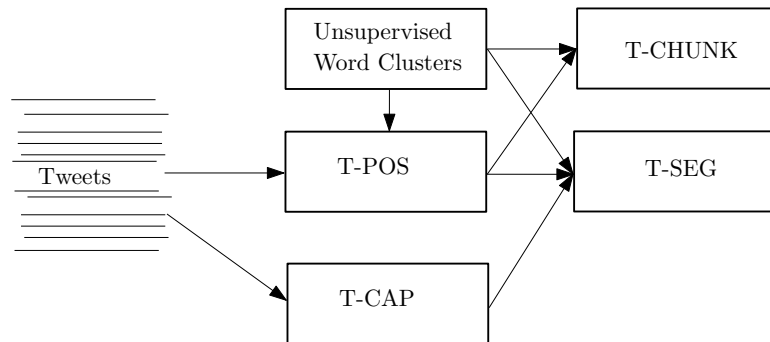 Unsupervised
Word Clusters
T-CHUNK
Tweets
T-POS
T-SEG
T-CAP